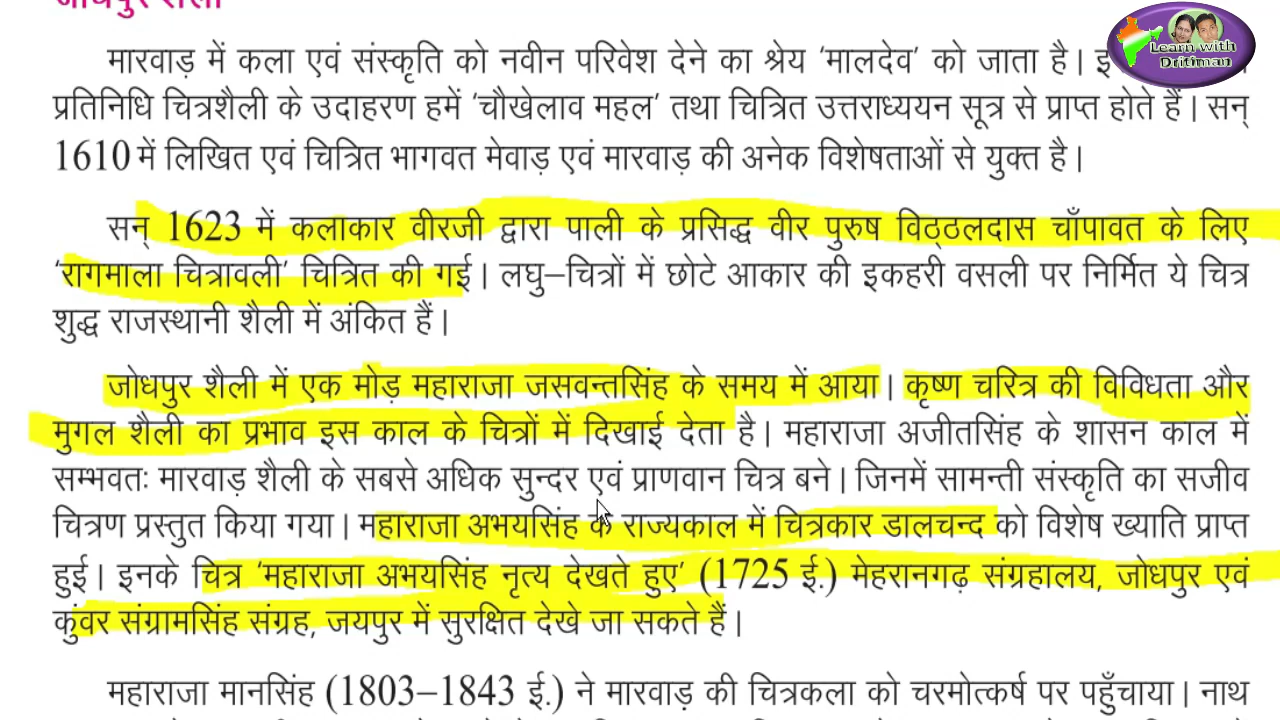 जोधपुर शैली
मारवाड़ में कला एवं संस्कृति को नवीन परिवेश देने का श्रेय ‘मालदेव’ को जाता है।
प्रतिनिधि चित्रशैली के उदाहरण हमें ‘चौखेलाव महल’ तथा चित्रित उत्तराध्ययन सूत्र से प्राप्त होते हैं। सन्
1610 में लिखित एवं चित्रित भागवत मेवाड़ एवं मारवाड़ की अनेक विशेषताओं से युक्त है।
सन् 1623 में कलाकार वीरजी द्वारा पाली के प्रसिद्ध वीर पुरुष विठ्ठलदास चाँपावत के लिए
‘रागमाला चित्रावली’ चित्रित की गई। लघु–चित्रों में छोटे आकार की इकहरी वसली पर निर्मित ये चित्र
शुद्ध राजस्थानी शैली में अंकित हैं।
जोधपुर शैली में एक मोड़ महाराजा जसवन्तसिंह के समय में आया। कृष्ण चरित्र की विविधता और
मुगल शैली का प्रभाव इस काल के चित्रों में दिखाई देता है। महाराजा अजीतसिंह के शासन काल में
सम्भवतः मारवाड़ शैली के सबसे अधिक सुन्दर एवं प्राणवान चित्र बने। जिनमें सामन्ती संस्कृति का सजीव
चित्रण प्रस्तुत किया गया। महाराजा अभयसिंह के राज्यकाल में चित्रकार डालचन्द को विशेष ख्याति प्राप्त
हुई। इनके चित्र ‘महाराजा अभयसिंह नृत्य देखते हुए’ (1725 ई.) मेहरानगढ़ संग्रहालय, जोधपुर एवं
कुंवर संग्रामसिंह संग्रह, जयपुर में सुरक्षित देखे जा सकते हैं।
महाराजा मानसिंह (1803–1843 ई.) ने मारवाड़ की चित्रकला को चरमोत्कर्ष पर पहुँचाया। नाथ
Learn with
Dritiman